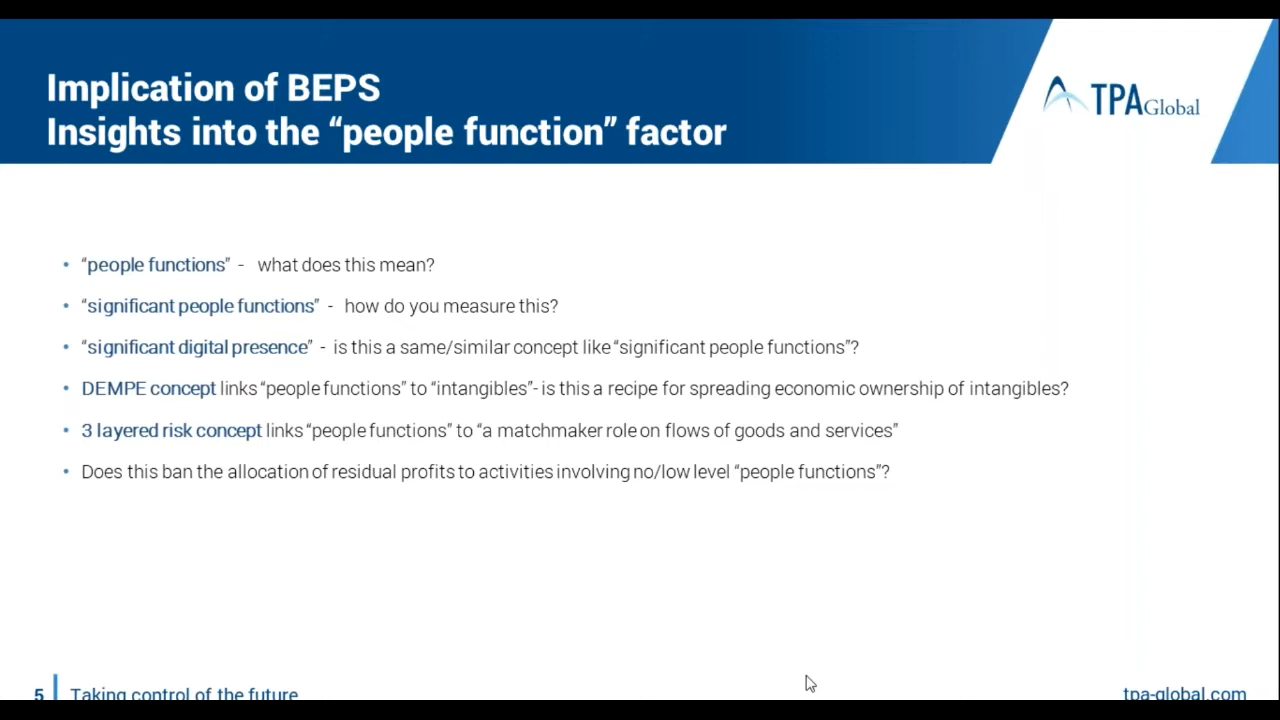 Implication of BEPS
Insights into the “people function” factor
TPAGlobal
• “people functions” - what does this mean?
• “significant people functions” - how do you measure this?
• “significant digital presence” - is this a same/similar concept like “significant people functions”?
• DEMPE concept links “people functions” to “intangibles”- is this a recipe for spreading economic ownership of intangibles?
• 3 layered risk concept links “people functions” to “a matchmaker role on flows of goods and services”
• Does this ban the allocation of residual profits to activities involving no/low level “people functions”?
5 Taking control of the future
tpa-global.com